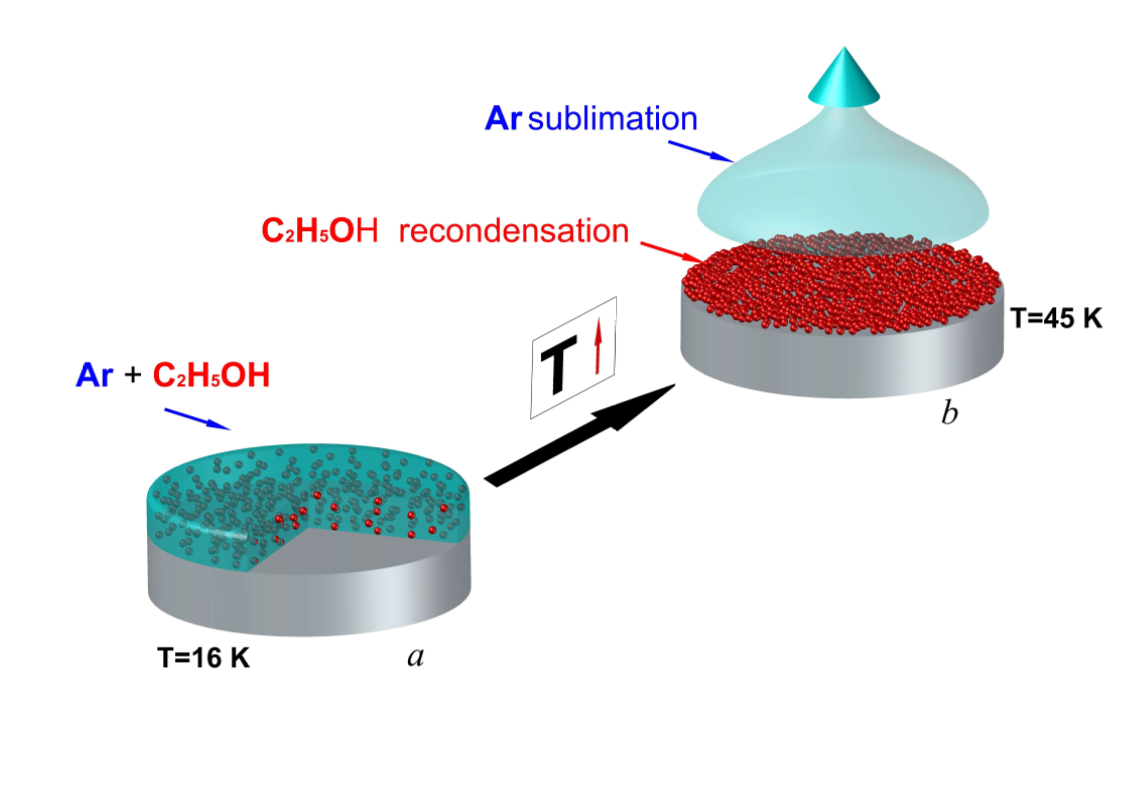 Ar sublimation
C₂H₅OH recondensation
T=45 K
T
b
Ar + C₂H₅OH
T=16 K
a